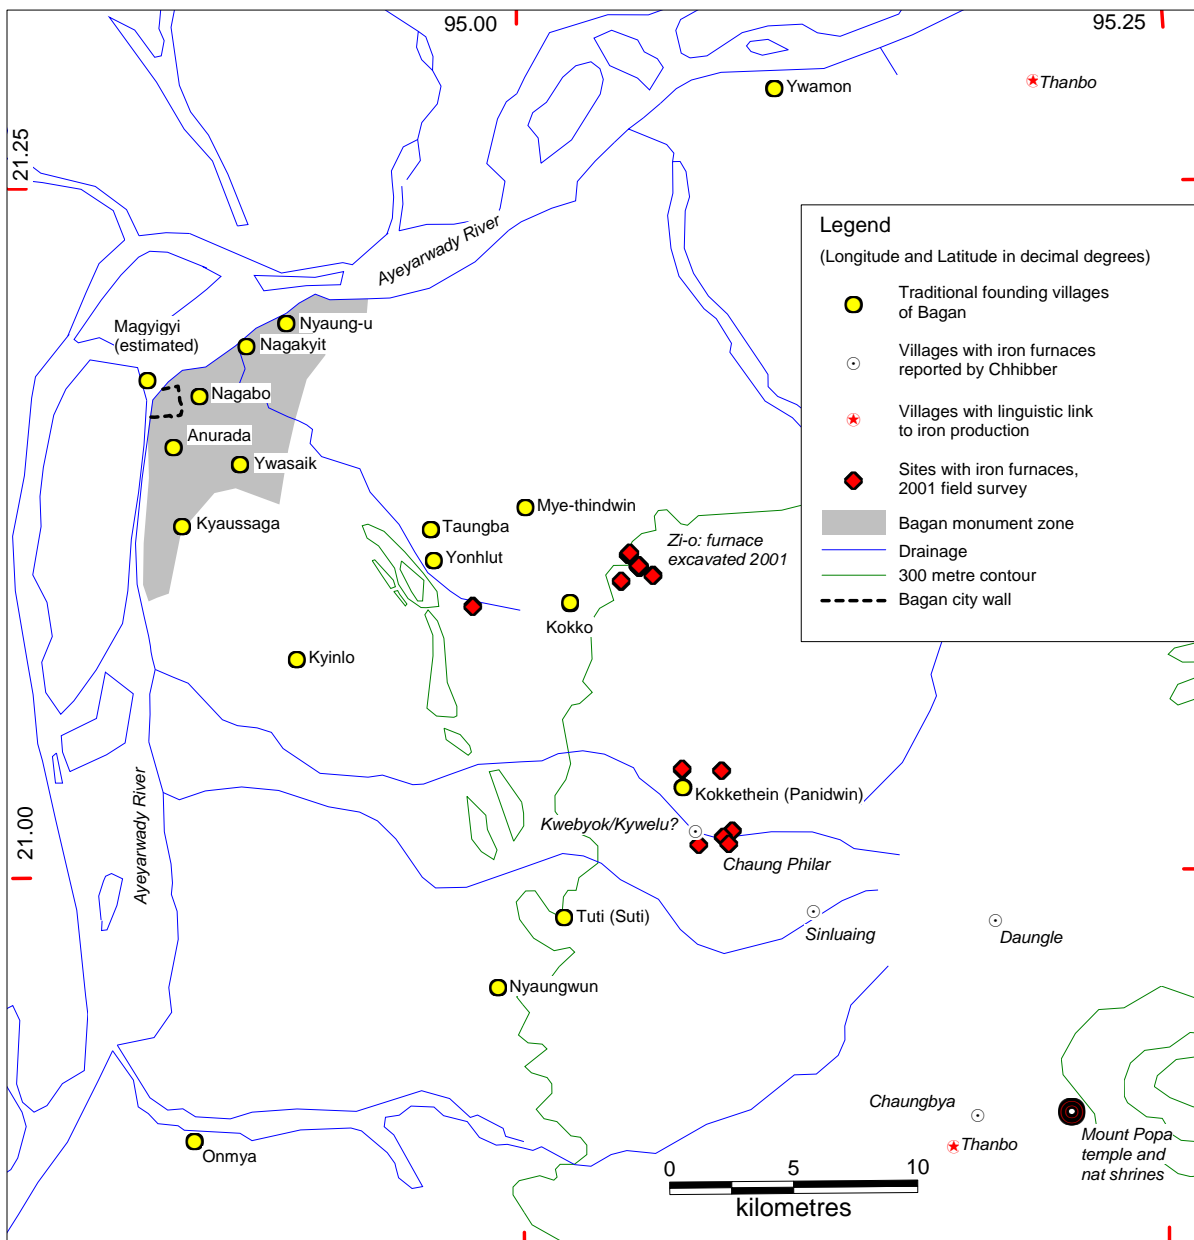 95.00
95.25
Ywamon
Thanbo
21.25
Ayeyarwady River
Legend
(Longitude and Latitude in decimal degrees)
Traditional founding villages
of Bagan
Villages with iron furnaces
reported by Chhibber
Villages with linguistic link
to iron production
Sites with iron furnaces,
2001 field survey
Bagan monument zone
Drainage
300 metre contour
Bagan city wall
Magyigyi
(estimated)
Nyaung-u
Nagakyit
Nagabo
Anurada
Ywasaik
Kyaussaga
Mye-thindwin
Taungba
Yonhlut
Zi-o: furnace
excavated 2001
Kokko
Kyinlo
Kokkethein (Panidwin)
Kwebyok/Kywelu?
Chaung Philar
21.00
Ayeyarwady River
Tuti (Suti)
Sinluaing
Daungle
Nyaungwun
Chaungbya
Thanbo
Mount Popa
temple and
nat shrines
Onmya
0 5 10
kilometres